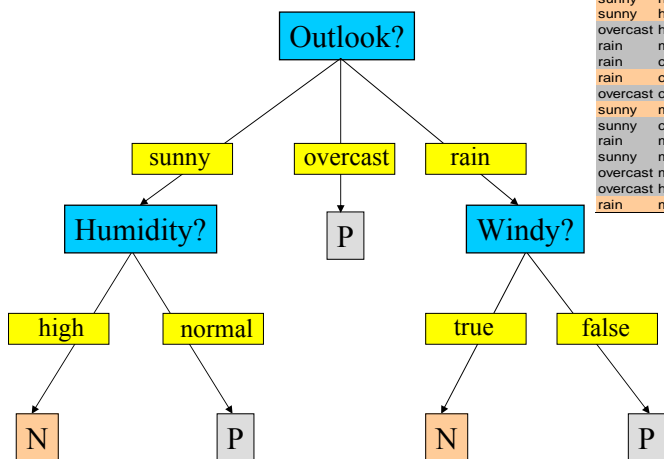 Outlook?
sunny overcast rain
Humidity? P Windy?
high normal true false
N P N P
sunny
sunny
overcast
rain
rain
rain
overcast
sunny
sunny
rain
sunny
overcast
overcast
rain